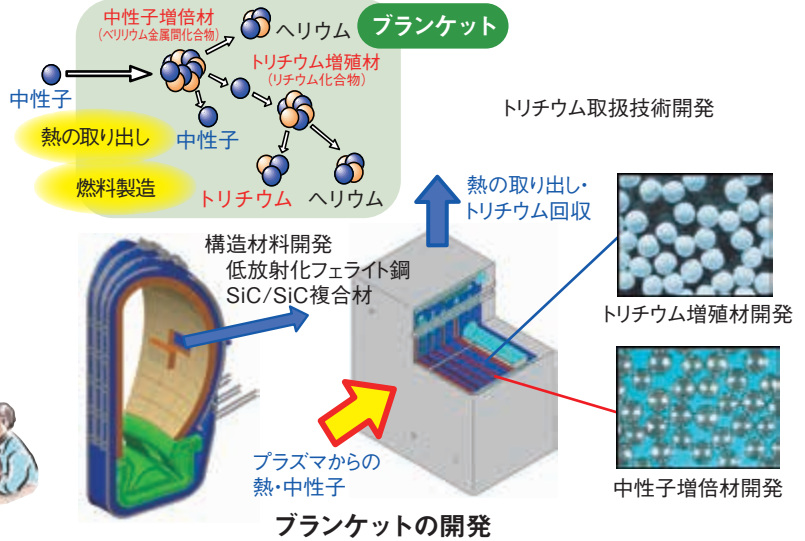 中性子増倍材
(ベリリウム金属間化合物)
ヘリウム
ブランケット
トリチウム増殖材
(リチウム化合物)
中性子
中性子
熱の取り出し
燃料製造
トリチウム
ヘリウム
トリチウム取扱技術開発
熱の取り出し・
トリチウム回収
構造材料開発
低放射化フェライト鋼
SiC/SiC複合材
トリチウム増殖材開発
プラズマからの
熱・中性子
中性子増倍材開発
ブランケットの開発